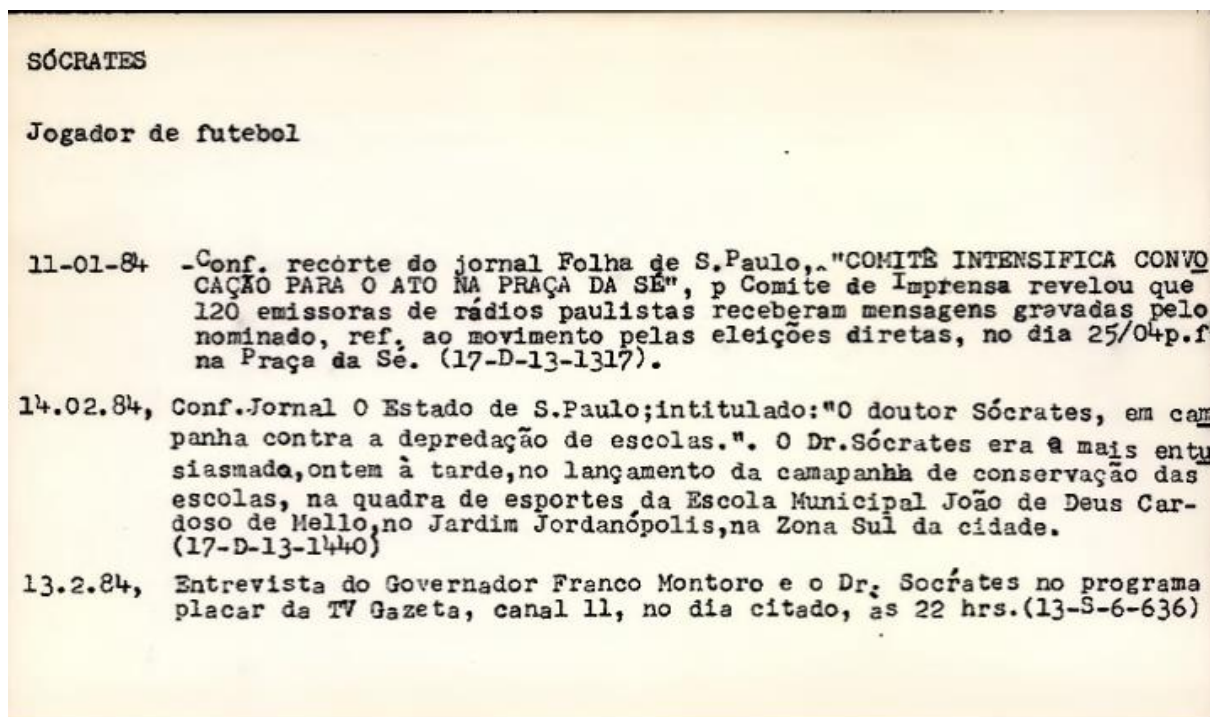 SÓCRATES
Jogador de futebol
11-01-84 -Conf. recórte do jornal Folha de S.Paulo, "COMITÊ INTENSIFICA CONVO
CAÇÃO PARA O ATO NA PRAÇA DA SÉ", p Comite de Imprensa revelou que
120 emissoras de rádios paulistas receberam mensagens gravadas pelo
nominado, ref. ao movimento pelas eleições diretas, no dia 25/04p.f
na Praça da Sé. (17-D-13-1317).
14.02.84, Conf.Jornal O Estado de S.Paulo;intitulado:"O doutor Sócrates, em cam
panha contra a depredação de escolas.". O Dr.Sócrates era a mais entu
siasmado,ontem à tarde,no lançamento da camapanha de conservação das
escolas, na quadra de esportes da Escola Municipal João de Deus Car-
doso de Mello,no Jardim Jordanópolis,na Zona Sul da cidade.
(17-D-13-1440)
13.2.84, Entrevista do Governador Franco Montoro e o Dr. Socŕates no programa
placar da TV Gazeta, canal 11, no dia citado, as 22 hrs.(13-S-6-636)